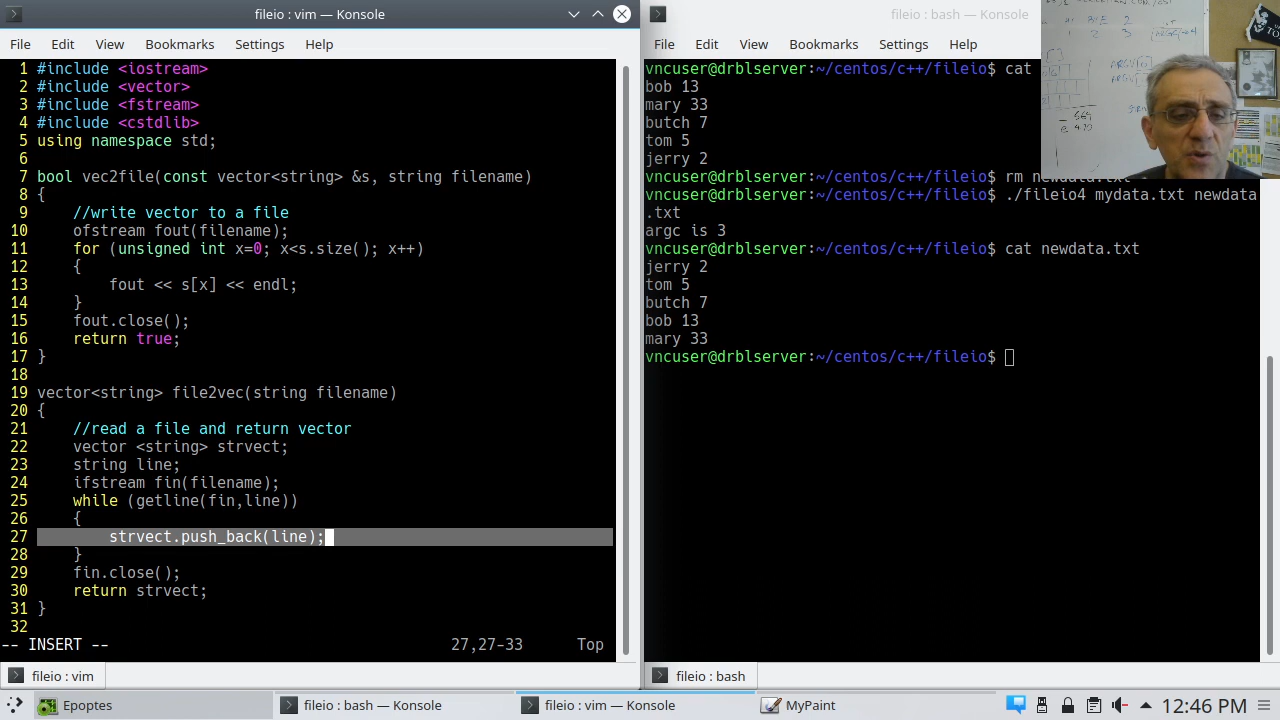 fileio : vim — Konsole
File Edit View Bookmarks Settings Help
1 #include <iostream>
2 #include <vector>
3 #include <fstream>
4 #include <cstdlib>
5 using namespace std;
6
7 bool vec2file(const vector<string> &s, string filename)
8 {
9 //write vector to a file
10 ofstream fout(filename);
11 for (unsigned int x=0; x<s.size(); x++)
12 {
13 fout << s[x] << endl;
14 }
15 fout.close();
16 return true;
17 }
18
19 vector<string> file2vec(string filename)
20 {
21 //read a file and return vector
22 vector <string> strvect;
23 string line;
24 ifstream fin(filename);
25 while (getline(fin,line))
26 {
27 strvect.push_back(line);
28 }
29 fin.close();
30 return strvect;
31 }
32
-- INSERT -- 27,27-33 Top
fileio : vim
fileio : bash — Konsole
File Edit View Bookmarks Settings Help
vncuser@drblserver:~/centos/c++/fileio$ cat
bob 13
mary 33
butch 7
tom 5
jerry 2
vncuser@drblserver:~/centos/c++/fileio$ rm newdata.txt
vncuser@drblserver:~/centos/c++/fileio$ ./fileio4 mydata.txt newdata
.txt
argc is 3
vncuser@drblserver:~/centos/c++/fileio$ cat newdata.txt
jerry 2
tom 5
butch 7
bob 13
mary 33
vncuser@drblserver:~/centos/c++/fileio$
fileio : bash
Epoptes
fileio : bash — Konsole
fileio : vim — Konsole
MyPaint
12:46 PM